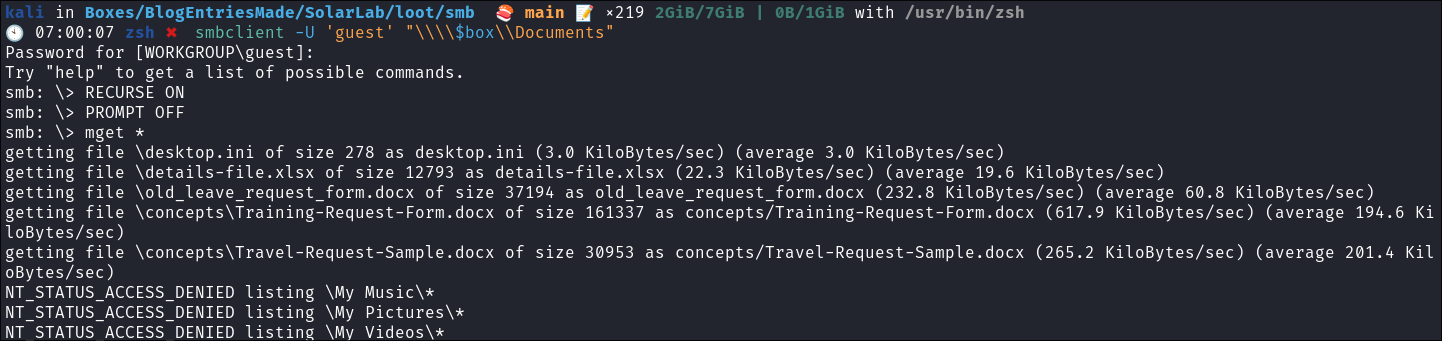 kali in Boxes/BlogEntriesMade/SolarLab/loot/smb 🍣 main 📝 ×219 2GiB/7GiB | 0B/1GiB with /usr/bin/zsh
🕙 07:00:07 zsh ✖ smbclient -U 'guest' "\\\\$box\\Documents"
Password for [WORKGROUP\guest]:
Try "help" to get a list of possible commands.
smb: \> RECURSE ON
smb: \> PROMPT OFF
smb: \> mget *
getting file \desktop.ini of size 278 as desktop.ini (3.0 KiloBytes/sec) (average 3.0 KiloBytes/sec)
getting file \details-file.xlsx of size 12793 as details-file.xlsx (22.3 KiloBytes/sec) (average 19.6 KiloBytes/sec)
getting file \old_leave_request_form.docx of size 37194 as old_leave_request_form.docx (232.8 KiloBytes/sec) (average 60.8 KiloBytes/sec)
getting file \concepts\Training-Request-Form.docx of size 161337 as concepts/Training-Request-Form.docx (617.9 KiloBytes/sec) (average 194.6 Ki
loBytes/sec)
getting file \concepts\Travel-Request-Sample.docx of size 30953 as concepts/Travel-Request-Sample.docx (265.2 KiloBytes/sec) (average 201.4 Kil
oBytes/sec)
NT_STATUS_ACCESS_DENIED listing \My Music\*
NT_STATUS_ACCESS_DENIED listing \My Pictures\*
NT_STATUS_ACCESS_DENIED listing \My Videos\*